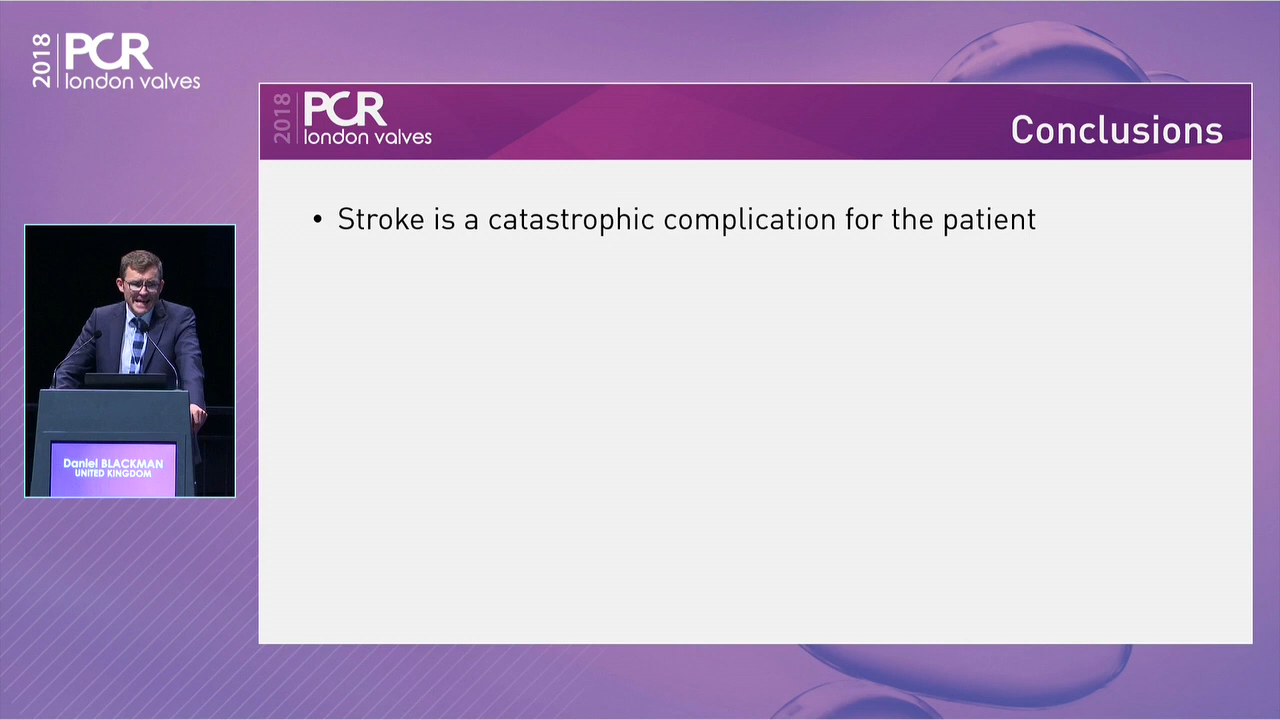 2018 PCR
london valves
2018 PCR
london valves
Conclusions
• Stroke is a catastrophic complication for the patient
Daniel BLACKMAN
UNITED KINGDOM